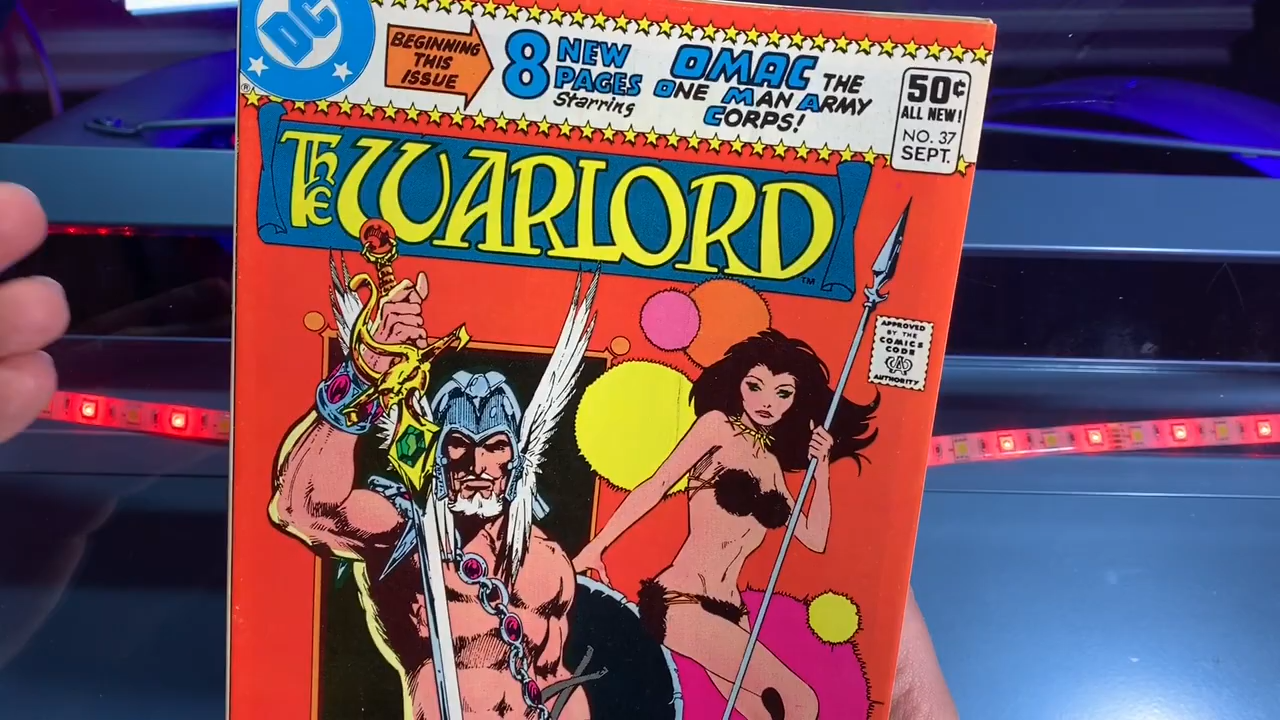 DC
BEGINNING
THIS
ISSUE
8 NEW
PAGES
Starring
OMAC THE
ONE MAN ARMY
CORPS!
50¢
ALL NEW!
NO. 37
SEPT.
®
THE WARLORD
TM
APPROVED
BY THE
COMICS
CODE
CA
AUTHORITY